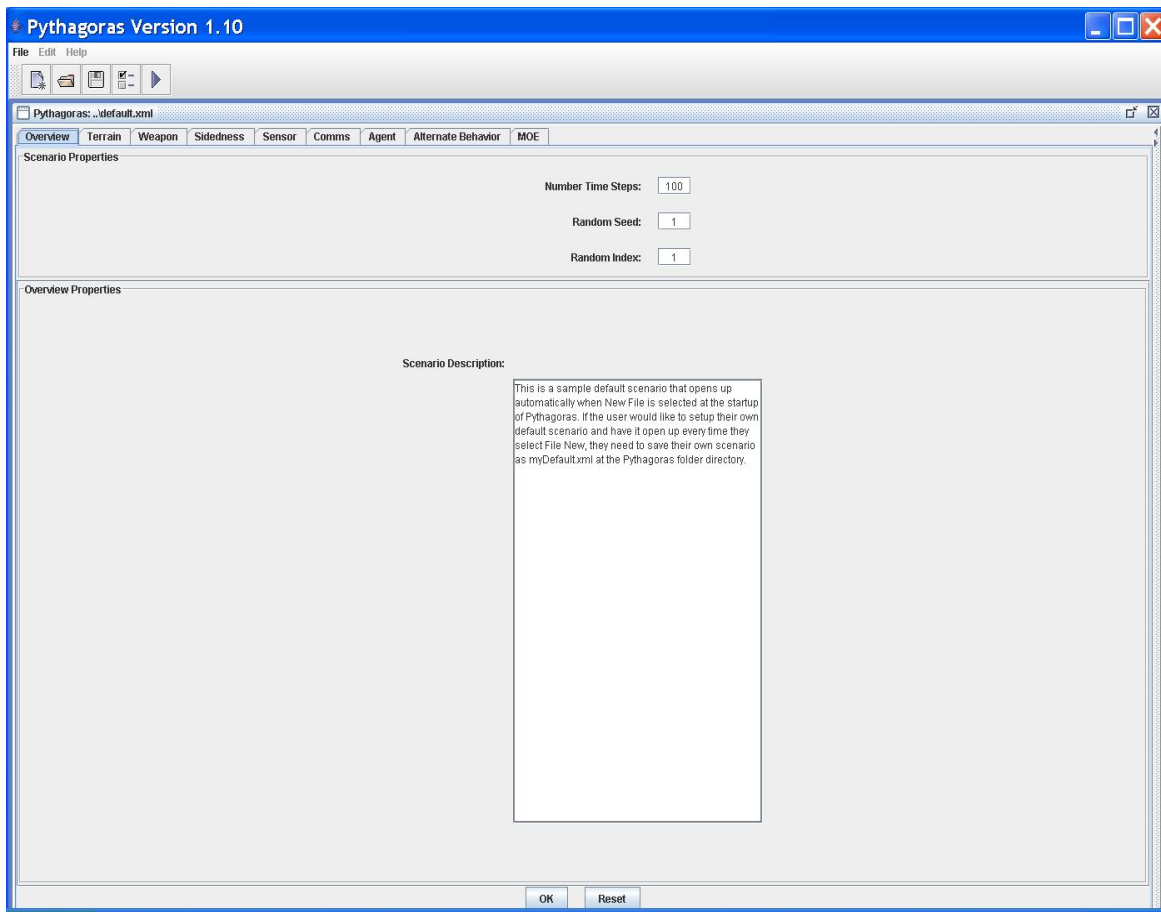 Pythagoras Version 1.10
File Edit Help
Pythagoras: ..\default.xml
Overview Terrain Weapon Sidedness Sensor Comms Agent Alternate Behavior MOE
Scenario Properties
Number Time Steps: 100
Random Seed: 1
Random Index: 1
Overview Properties
Scenario Description:
This is a sample default scenario that opens up
automatically when New File is selected at the startup
of Pythagoras. If the user would like to setup their own
default scenario and have it open up every time they
select File New, they need to save their own scenario
as myDefault.xml at the Pythagoras folder directory.
OK Reset